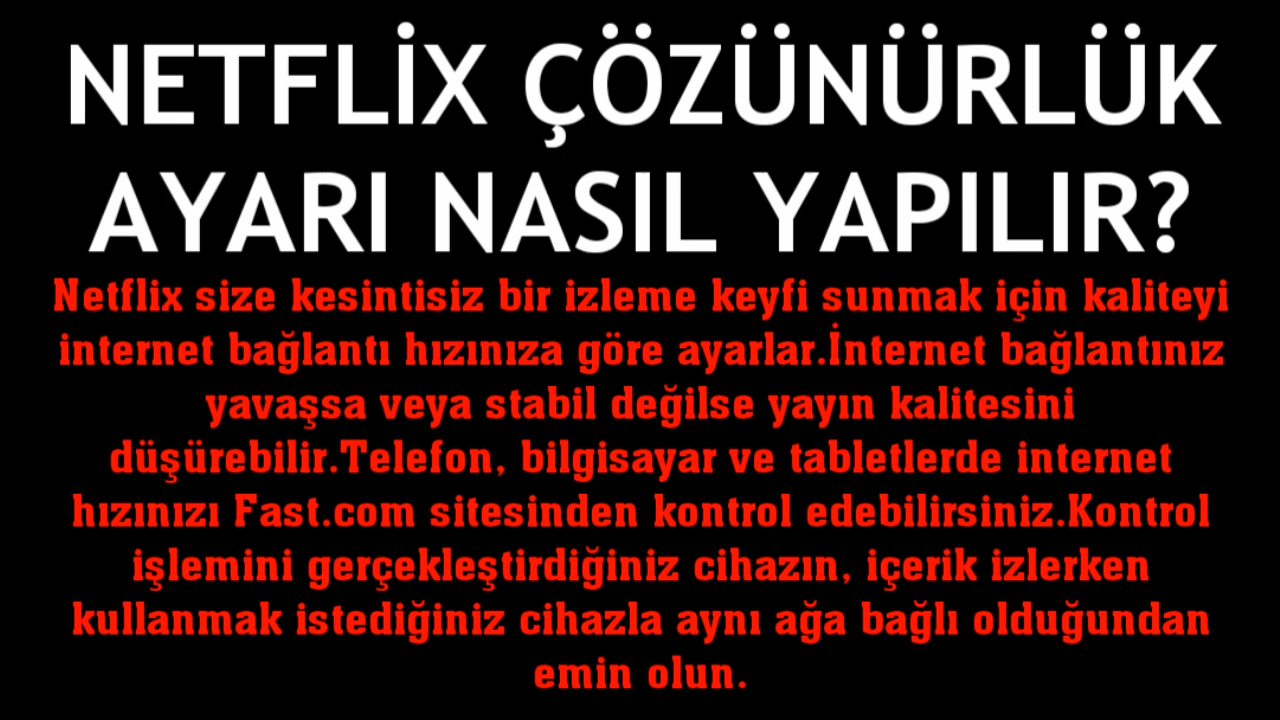 NETFLİX ÇÖZÜNÜRLÜK
AYARI NASIL YAPILIR?
Netflix size kesintisiz bir izleme keyfi sunmak için kaliteyi
internet bağlantı hızınıza göre ayarlar.İnternet bağlantınız
yavaşsa veya stabil değilse yayın kalitesini
düşürebilir.Telefon, bilgisayar ve tabletlerde internet
hızınızı Fast.com sitesinden kontrol edebilirsiniz.Kontrol
işlemini gerçekleştirdiğiniz cihazın, içerik izlerken
kullanmak istediğiniz cihazla aynı ağa bağlı olduğundan
emin olun.